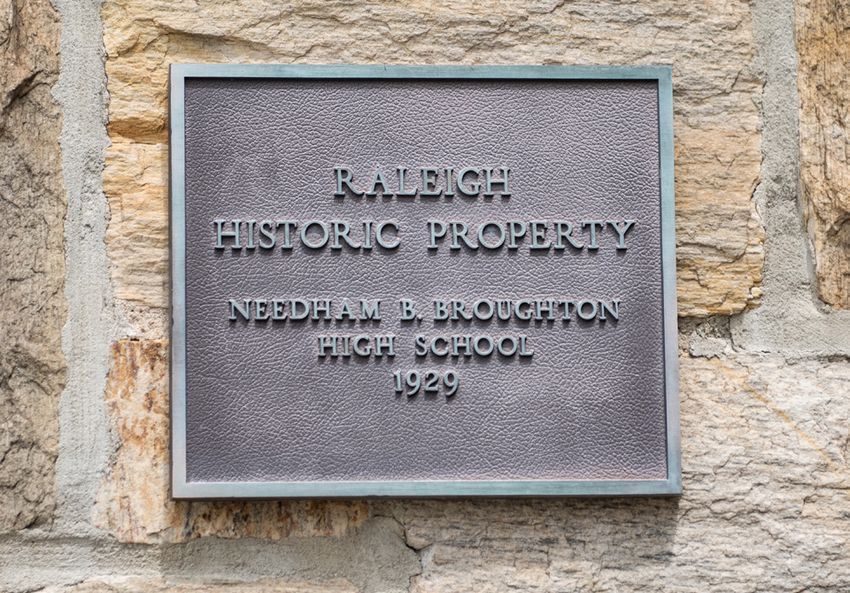 RALEIGH
HISTORIC PROPERTY
NEEDHAM B. BROUGHTON
HIGH SCHOOL
1929